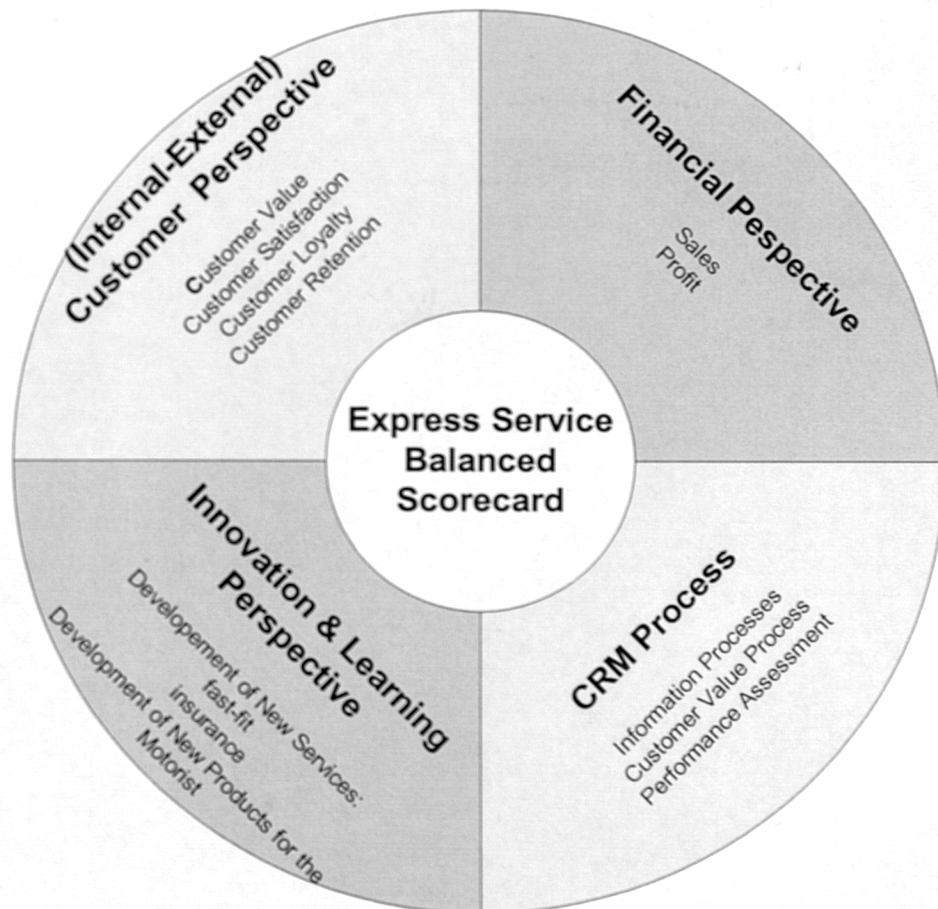 (Internal-External)
Customer Perspective
Customer Value
Customer Satisfaction
Customer Loyalty
Customer Retention
Financial Pespective
Sales
Profit
Express Service
Balanced
Scorecard
Innovation & Learning
Perspective
Developement of New Services:
fast-fit
insurance
Development of New Products for the
Motorist
CRM Process
Information Processes
Customer Value Process
Performance Assessment